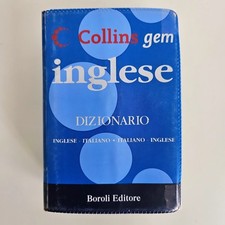 Collins gem
inglese
DIZIONARIO
INGLESE - ITALIANO • ITALIANO - INGLESE
Boroli Editore